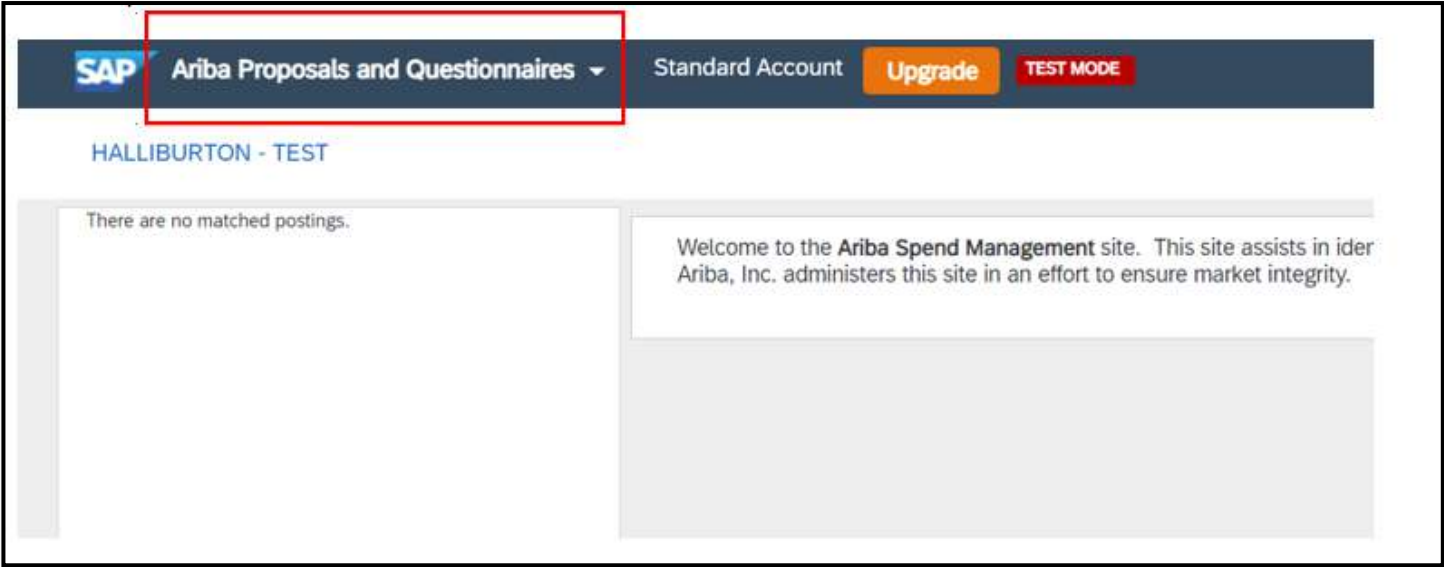 SAP Ariba Proposals and Questionnaires Standard Account Upgrade TEST MODE
HALLIBURTON - TEST
There are no matched postings.
Welcome to the Ariba Spend Management site. This site assists in ider
Ariba, Inc. administers this site in an effort to ensure market integrity.